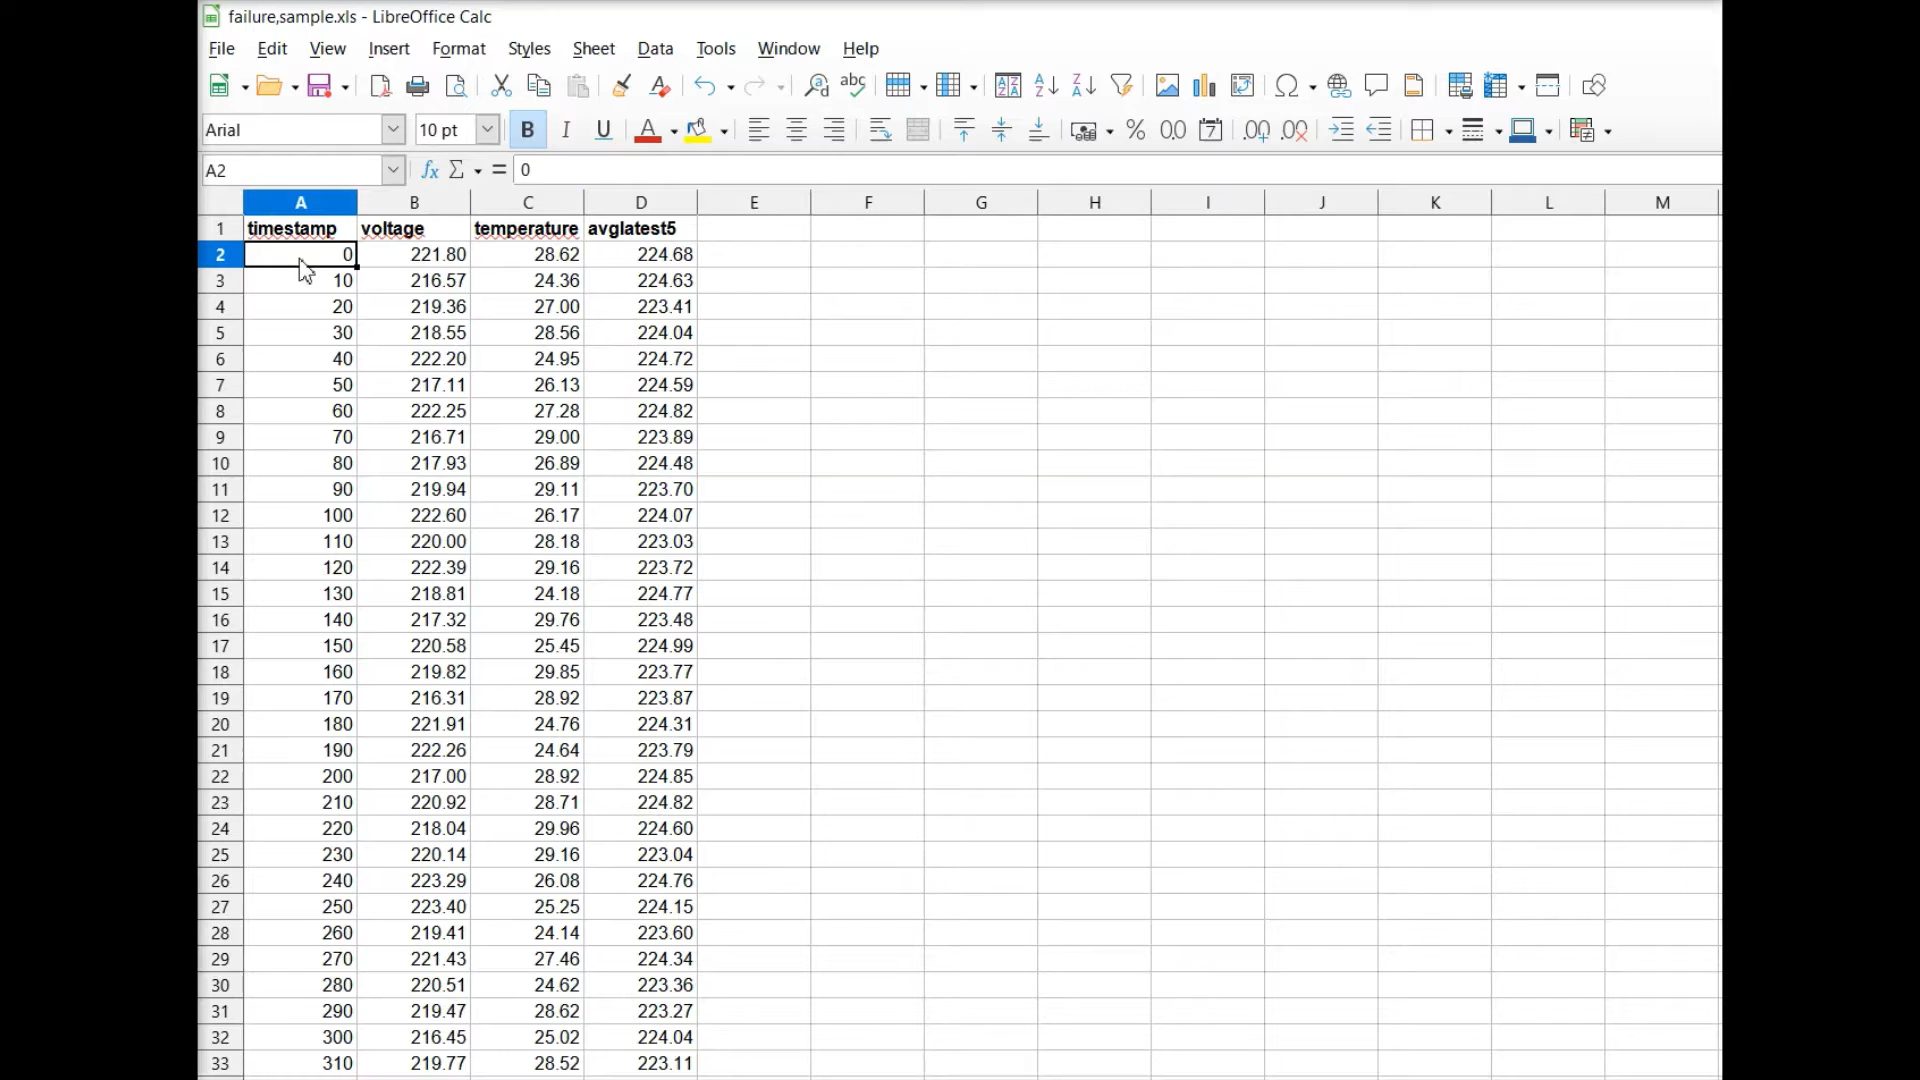 failure,sample.xls - LibreOffice Calc
File Edit View Insert Format Styles Sheet Data Tools Window Help
Arial 10 pt B I U
A2 fx Σ = 0
A B C D E F G H I J K L M
1 timestamp voltage temperature avglatest5
2 0 221.80 28.62 224.68
3 10 216.57 24.36 224.63
4 20 219.36 27.00 223.41
5 30 218.55 28.56 224.04
6 40 222.20 24.95 224.72
7 50 217.11 26.13 224.59
8 60 222.25 27.28 224.82
9 70 216.71 29.00 223.89
10 80 217.93 26.89 224.48
11 90 219.94 29.11 223.70
12 100 222.60 26.17 224.07
13 110 220.00 28.18 223.03
14 120 222.39 29.16 223.72
15 130 218.81 24.18 224.77
16 140 217.32 29.76 223.48
17 150 220.58 25.45 224.99
18 160 219.82 29.85 223.77
19 170 216.31 28.92 223.87
20 180 221.91 24.76 224.31
21 190 222.26 24.64 223.79
22 200 217.00 28.92 224.85
23 210 220.92 28.71 224.82
24 220 218.04 29.96 224.60
25 230 220.14 29.16 223.04
26 240 223.29 26.08 224.76
27 250 223.40 25.25 224.15
28 260 219.41 24.14 223.60
29 270 221.43 27.46 224.34
30 280 220.51 24.62 223.36
31 290 219.47 28.62 223.27
32 300 216.45 25.02 224.04
33 310 219.77 28.52 223.11